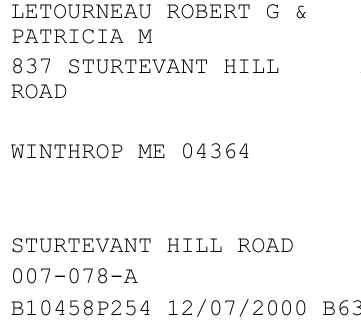 LETOURNEAU ROBERT G &
PATRICIA M
837 STURTEVANT HILL
ROAD
WINTHROP ME 04364
STURTEVANT HILL ROAD
007-078-A
B10458P254 12/07/2000 B63